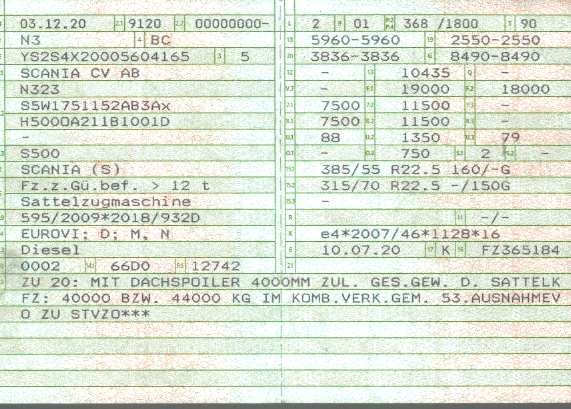 03.12.20 9120 00000000-
N3 BC
YS2S4X20005604165 5
SCANIA CV AB
N323
S5W1751152AB3Ax
H5000A211B1001D
-
S500
SCANIA (S)
Fz.z.Gü.bef. > 12 t
Sattelzugmaschine
595/2009*2018/932D
EUROVI; D; M, N
Diesel
0002 66D0 12742
2 01 368 /1800 90
5960-5960 2550-2550
3836-3836 8490-8490
- 10435 -
- 19000 18000
7500 11500 -
7500 11500 -
88 1350 79
- 750 2 -
385/55 R22.5 160/-G
315/70 R22.5 -/150G
-
-/-
e4*2007/46*1128*16
10.07.20 K FZ365184
ZU 20: MIT DACHSPOILER 4000MM ZUL. GES.GEW. D. SATTELK
FZ: 40000 BZW. 44000 KG IM KOMB.VERK.GEM. 53.AUSNAHMEV
O ZU STVZO***